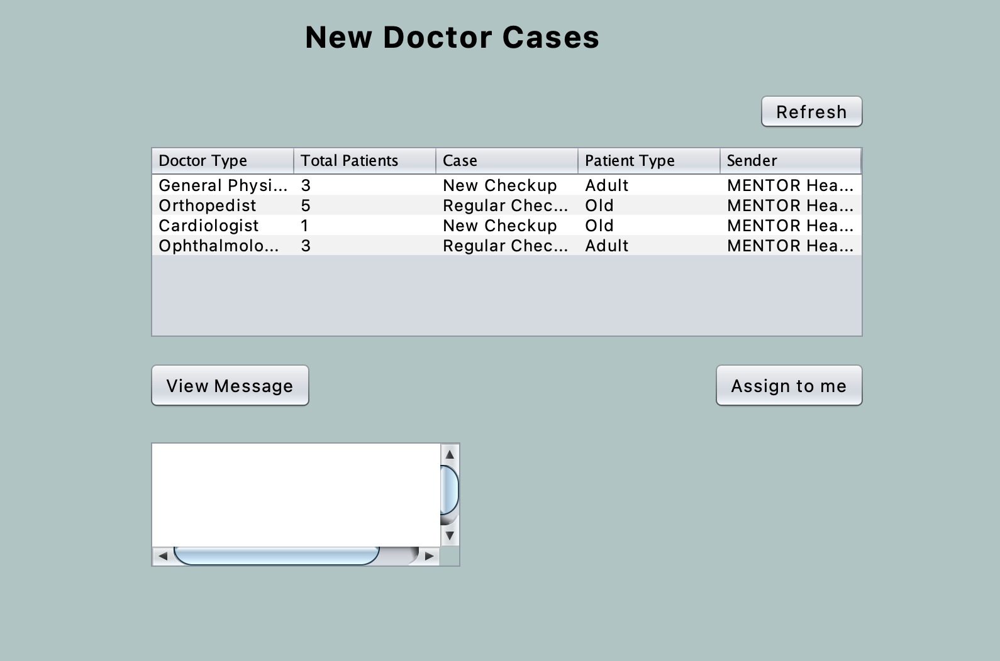 New Doctor Cases
Refresh
Doctor Type Total Patients Case Patient Type Sender
General Physi... 3 New Checkup Adult MENTOR Hea...
Orthopedist 5 Regular Chec... Old MENTOR Hea...
Cardiologist 1 New Checkup Old MENTOR Hea...
Ophthalmolo... 3 Regular Chec... Adult MENTOR Hea...
View Message Assign to me